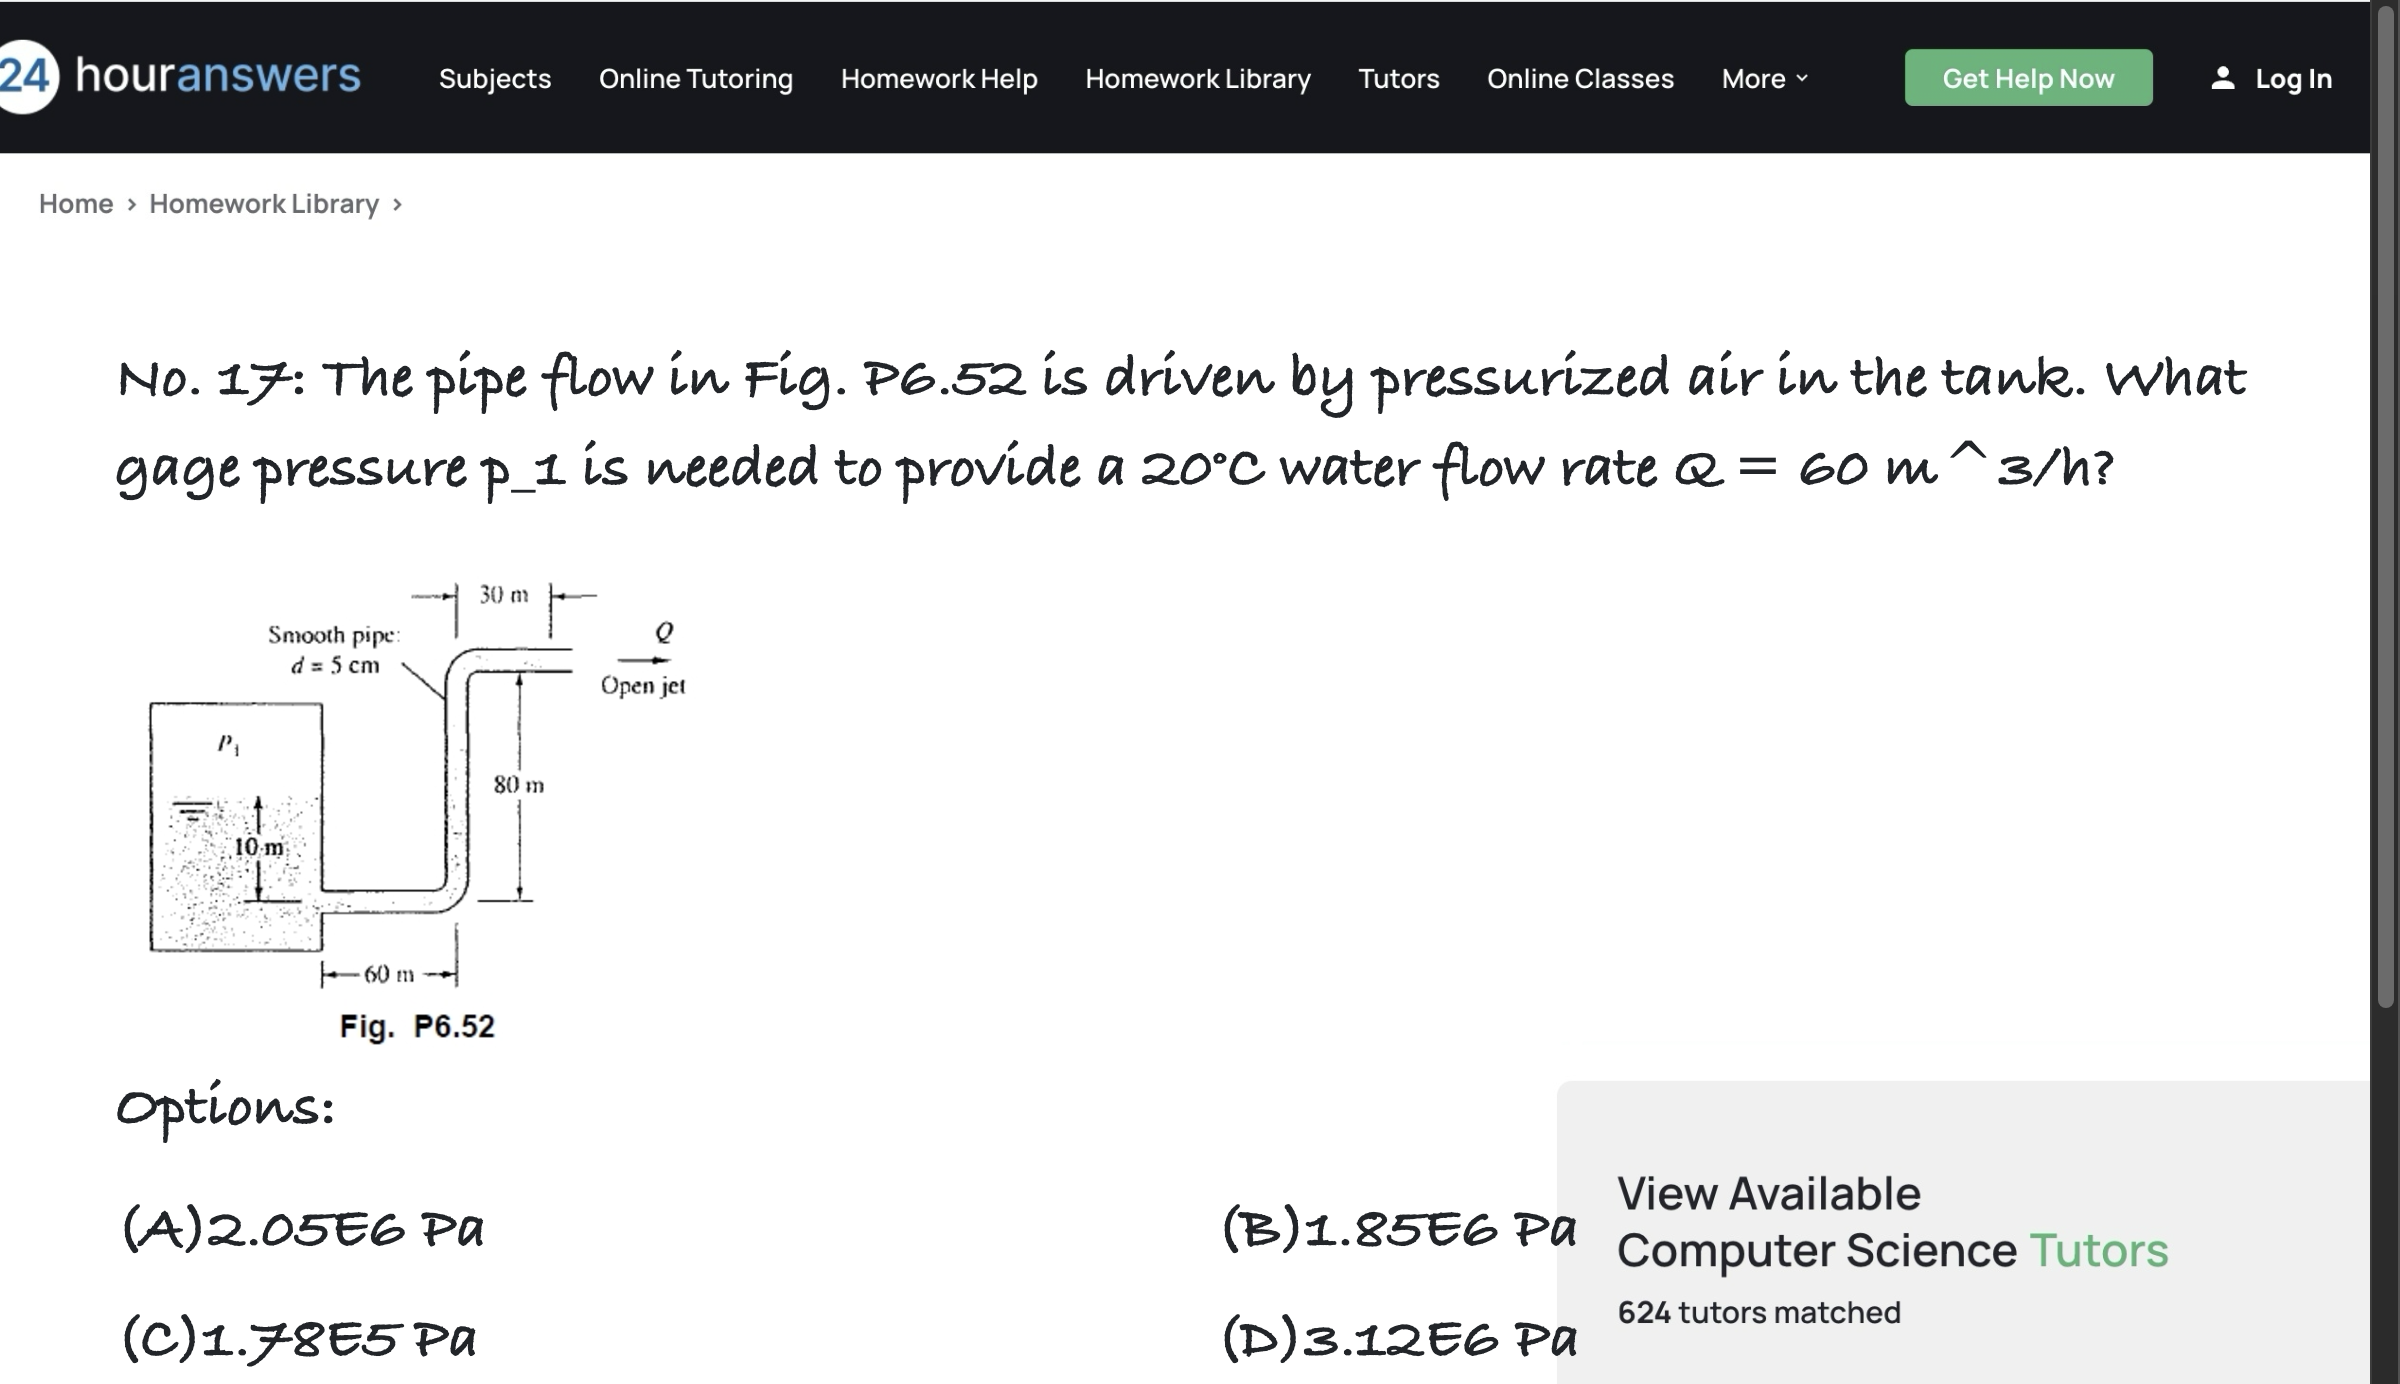 24 houranswers Subjects Online Tutoring Homework Help Homework Library Tutors Online Classes More Get Help Now Log In
Home > Homework Library >
No. 17: The pipe flow in Fig. P6.52 is driven by pressurized air in the tank. What
gage pressure p_1 is needed to provide a 20°C water flow rate Q = 60 m^3/h?
30 m
Smooth pipe:
d = 5 cm
Q
Open jet
P₁
80 m
10 m
60 m
Fig. P6.52
Options:
(A)2.05E6 Pa (B)1.85E6 Pa
(C)1.78E5 Pa (D)3.12E6 Pa
View Available
Computer Science Tutors
624 tutors matched